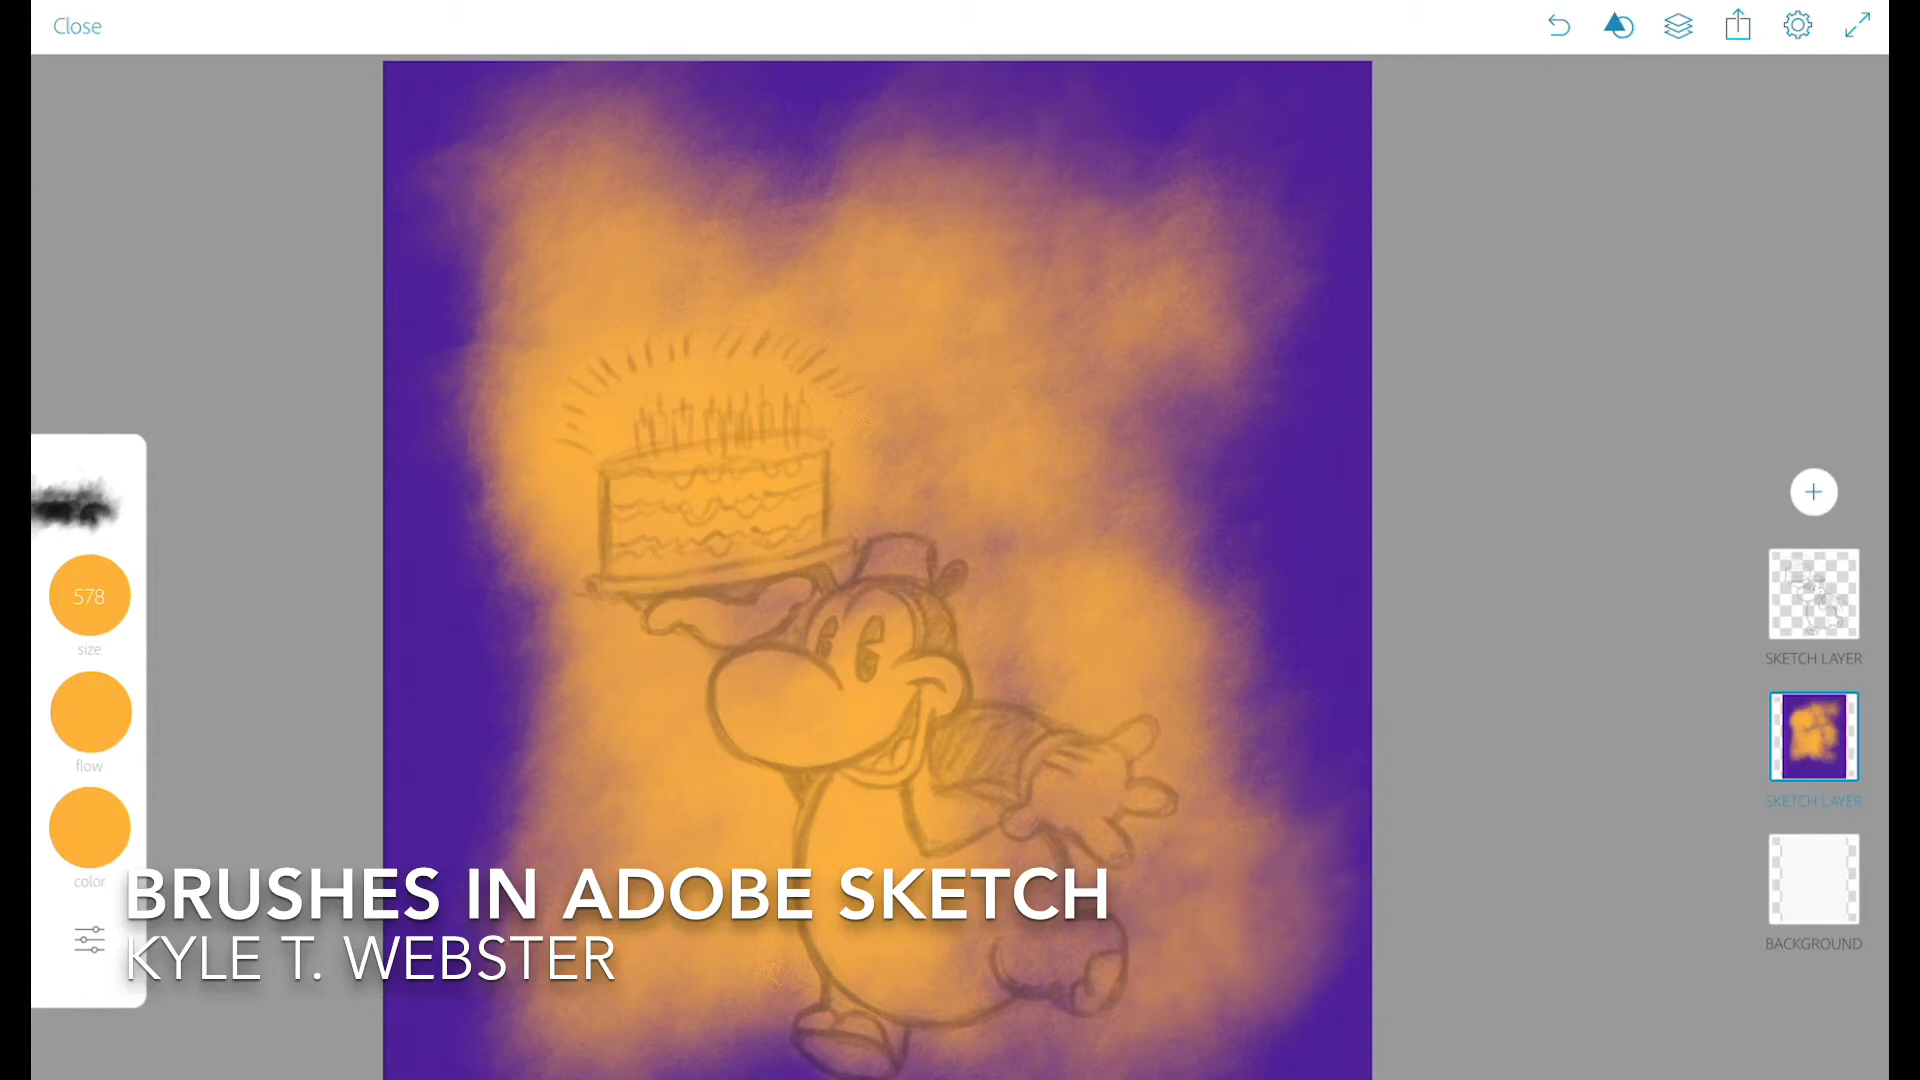 Close
578
size
flow
color
SKETCH LAYER
SKETCH LAYER
BACKGROUND
BRUSHES IN ADOBE SKETCH
KYLE T. WEBSTER